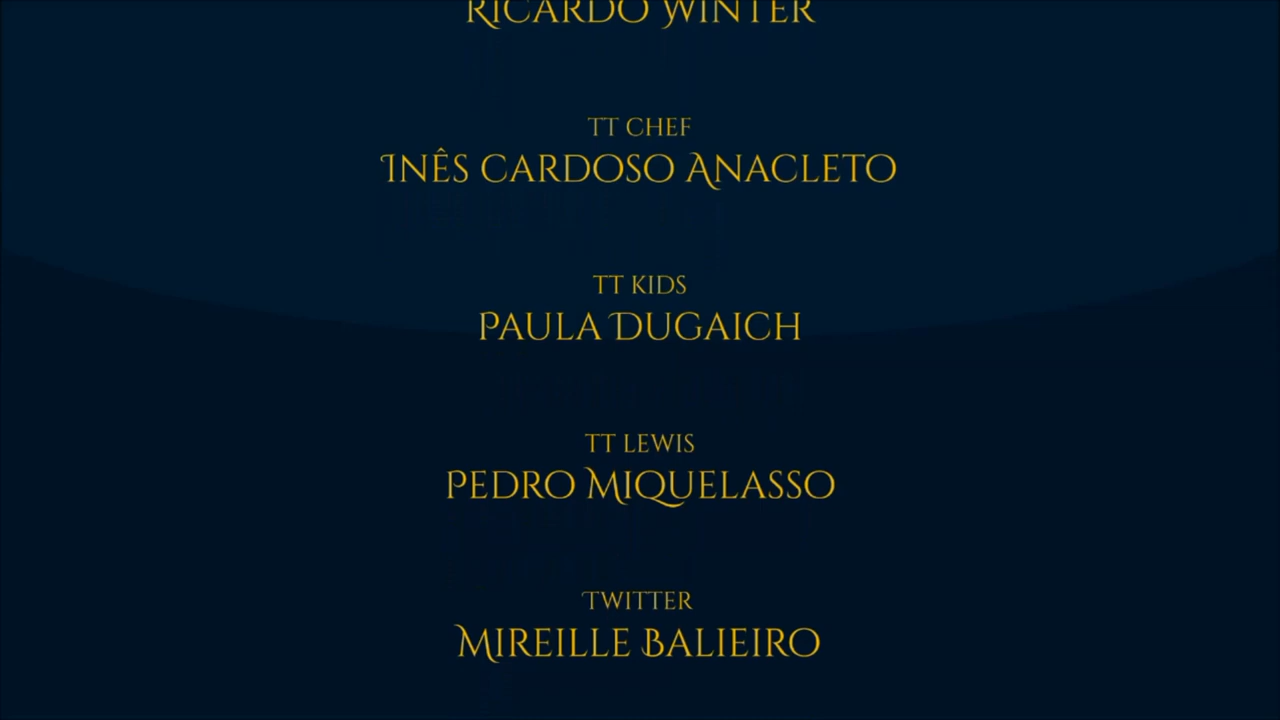 RICARDO WINTER
TT CHEF
INÊS CARDOSO ANACLETO
TT KIDS
PAULA DUGAICH
TT LEWIS
PEDRO MIQUELASSO
TWITTER
MIREILLE BALIEIRO